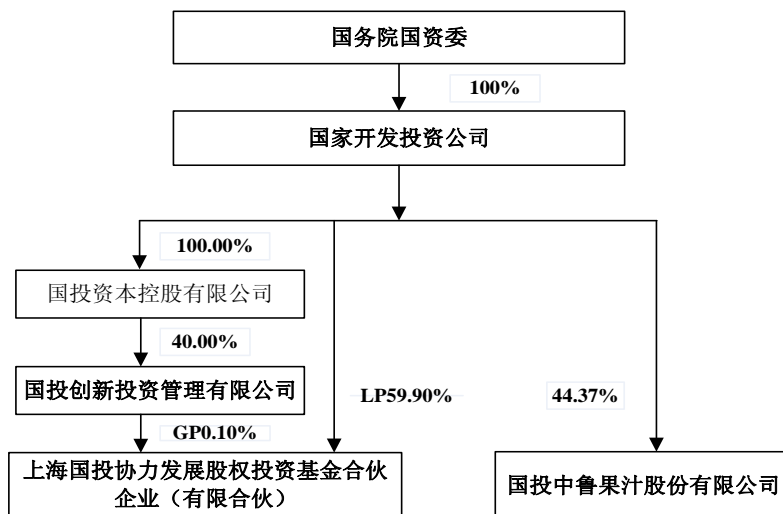 国务院国资委
100%
国家开发投资公司
100.00%
国投资本控股有限公司
40.00%
国投创新投资管理有限公司
LP59.90%
44.37%
GP0.10%
上海国投协力发展股权投资基金合伙
企业（有限合伙）
国投中鲁果汁股份有限公司